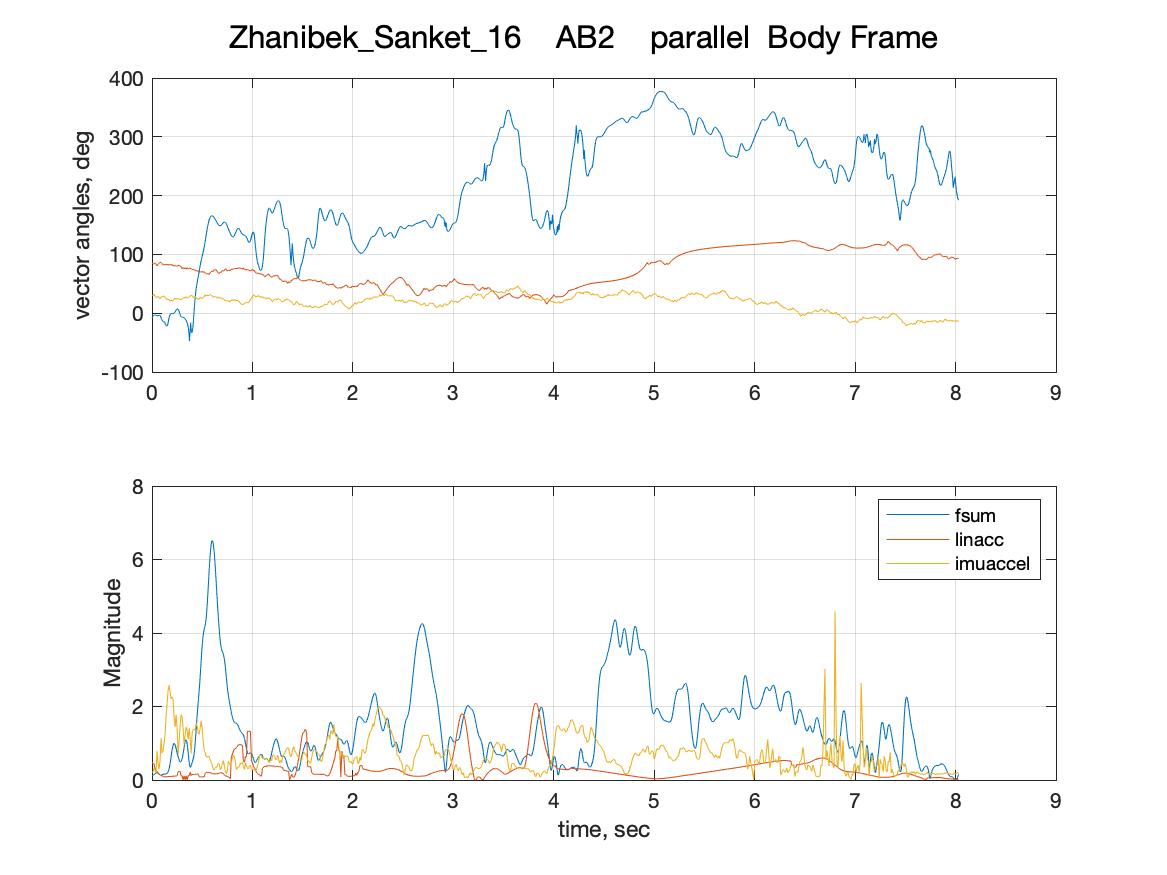 Zhanibek_Sanket_16 AB2 parallel Body Frame
400
300
200
100
0
-100
vector angles, deg
0 1 2 3 4 5 6 7 8 9
8
6
4
2
0
Magnitude
fsum
linacc
imuaccel
0 1 2 3 4 5 6 7 8 9
time, sec